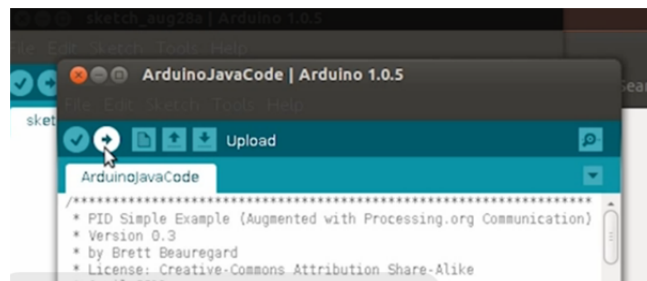 sketch_aug28a | Arduino 1.0.5
File Edit Sketch Tools Help
ArduinoJavaCode | Arduino 1.0.5
File Edit Sketch Tools Help
sket
Upload
ArduinoJavaCode
/**************************************************************
* PID Simple Example (Augmented with Processing.org Communication)
* Version 0.3
* by Brett Beauregard
* License: Creative-Commons Attribution Share-Alike